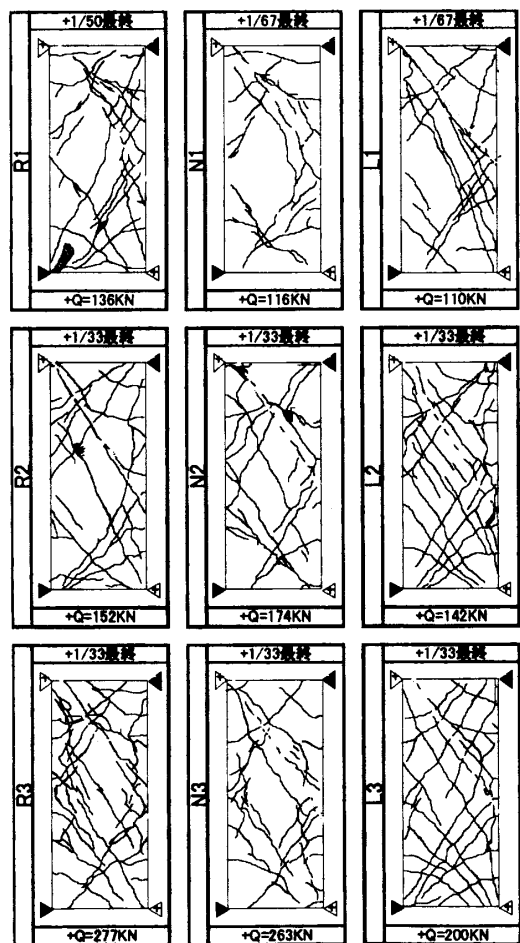 +1/50最終
+1/67最終
+1/67最終
R1
N1
L1
+Q=136KN
+Q=116KN
+Q=110KN
+1/33最終
+1/33最終
+1/33最終
R2
N2
L2
+Q=152KN
+Q=174KN
+Q=142KN
+1/33最終
+1/33最終
+1/33最終
R3
N3
L3
+Q=277KN
+Q=263KN
+Q=200KN